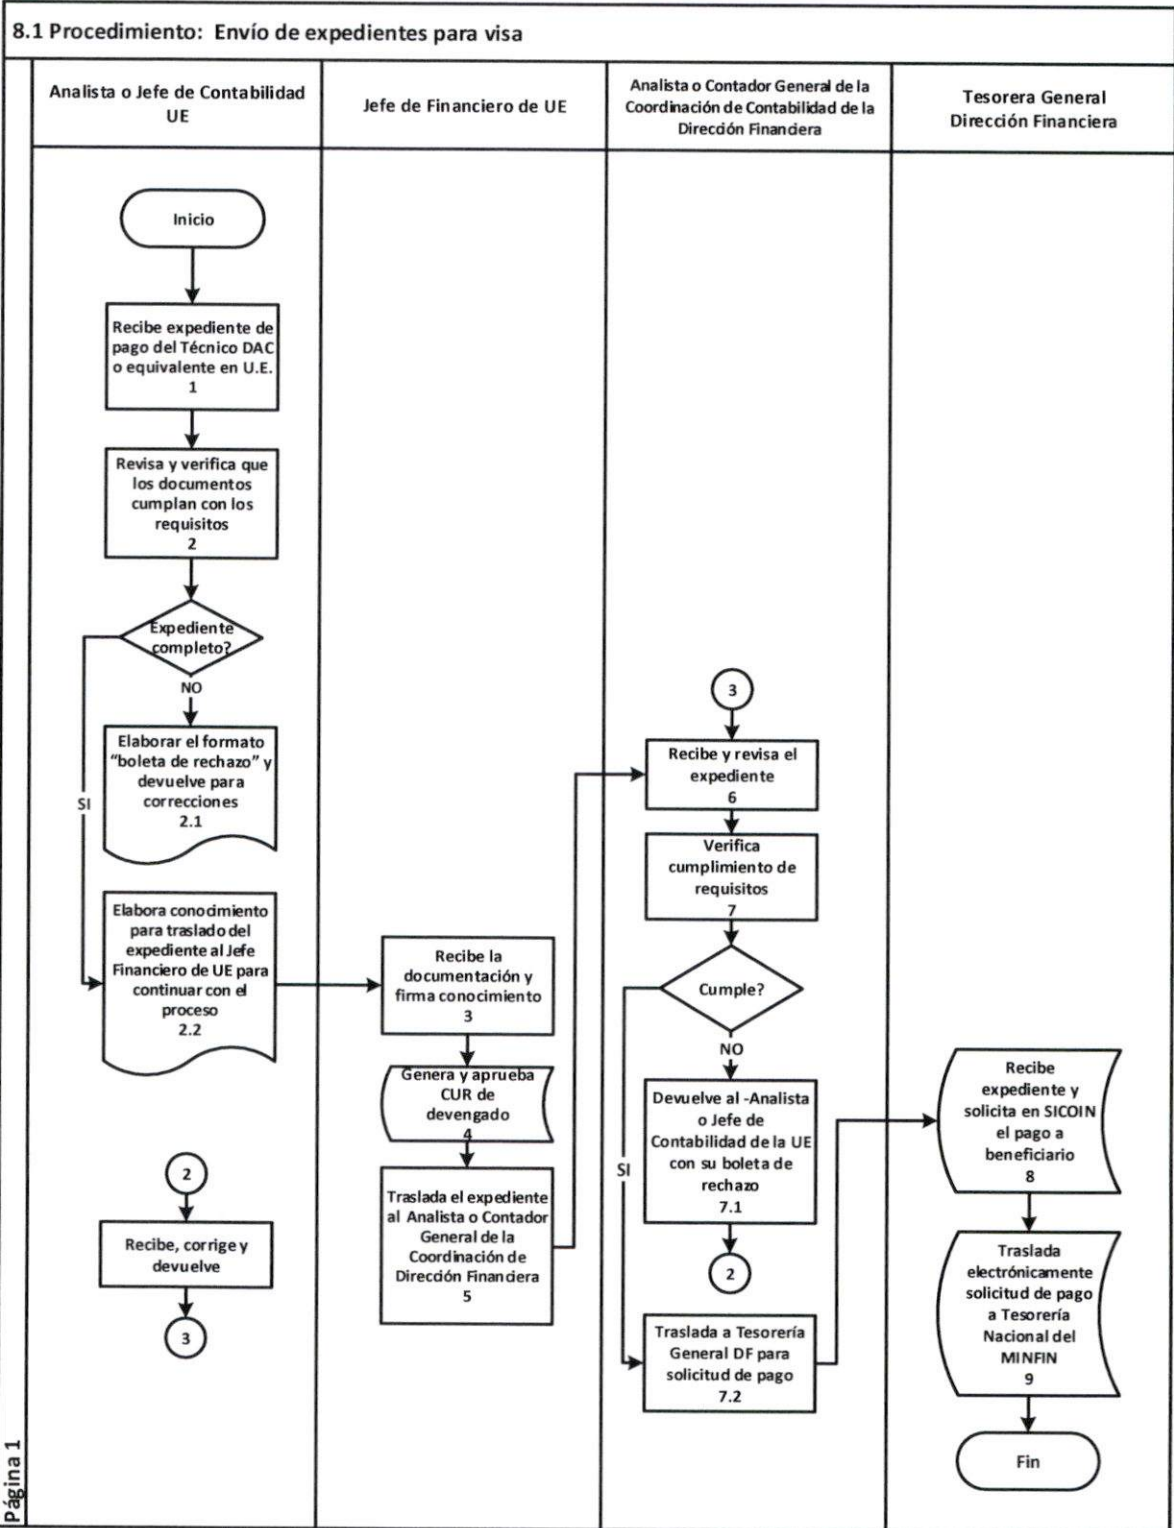 8.1 Procedimiento: Envío de expedientes para visa
Analista o Jefe de Contabilidad
UE
Jefe de Financiero de UE
Analista o Contador General de la
Coordinación de Contabilidad de la
Dirección Financiera
Tesorera General
Dirección Financiera
Inicio
Recibe expediente de
pago del Técnico DAC
o equivalente en U.E.
1
Revisa y verifica que
los documentos
cumplan con los
requisitos
2
Expediente
completo?
NO
SI
Elaborar el formato
“boleta de rechazo” y
devuelve para
correcciones
2.1
Elabora conocimiento
para traslado del
expediente al Jefe
Financiero de UE para
continuar con el
proceso
2.2
2
Recibe, corrige y
devuelve
3
Recibe la
documentación y
firma conocimiento
3
Genera y aprueba
CUR de
devengado
4
Traslada el expediente
al Analista o Contador
General de la
Coordinación de
Dirección Financiera
5
3
Recibe y revisa el
expediente
6
Verifica
cumplimiento de
requisitos
7
Cumple?
NO
SI
Devuelve al -Analista
o Jefe de
Contabilidad de la UE
con su boleta de
rechazo
7.1
2
Traslada a Tesorería
General DF para
solicitud de pago
7.2
Recibe
expediente y
solicita en SICOIN
el pago a
beneficiario
8
Traslada
electrónicamente
solicitud de pago
a Tesorería
Nacional del
MINFIN
9
Fin
Página 1